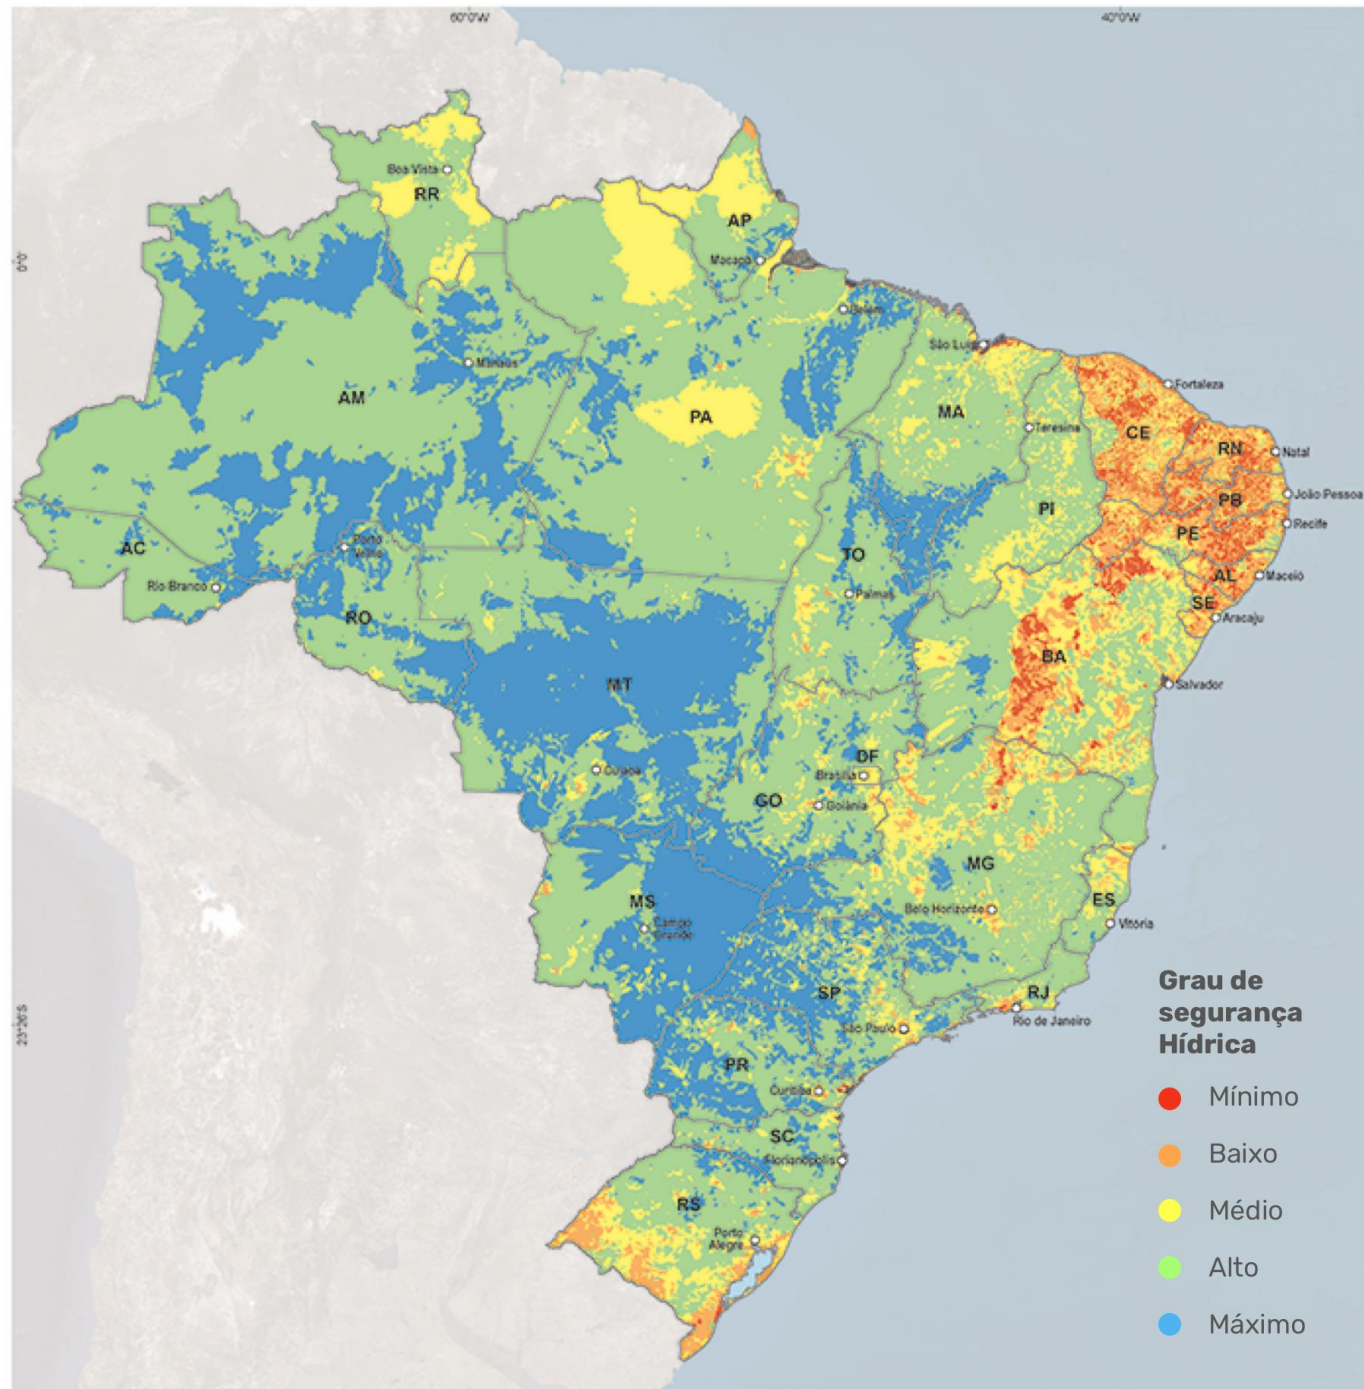 60°0'W
40°0'W
Boa Vista
RR
AP
0°0'
Macapá
Belém
São Luís
Manaus
Fortaleza
AM
PA
MA
Teresina
CE
RN
Natal
PB
João Pessoa
PI
Recife
PE
AC
Porto
Velho
TO
AL
Maceió
Rio Branco
Palmas
SE
RO
Aracaju
BA
MT
Salvador
DF
Cuiabá
Brasília
GO
Goiânia
MG
MS
ES
Belo Horizonte
Campo
Grande
Vitória
SP
RJ
Rio de Janeiro
São Paulo
23°26'S
PR
Curitiba
SC
Florianópolis
RS
Porto
Alegre
Grau de
segurança
Hídrica
Mínimo
Baixo
Médio
Alto
Máximo